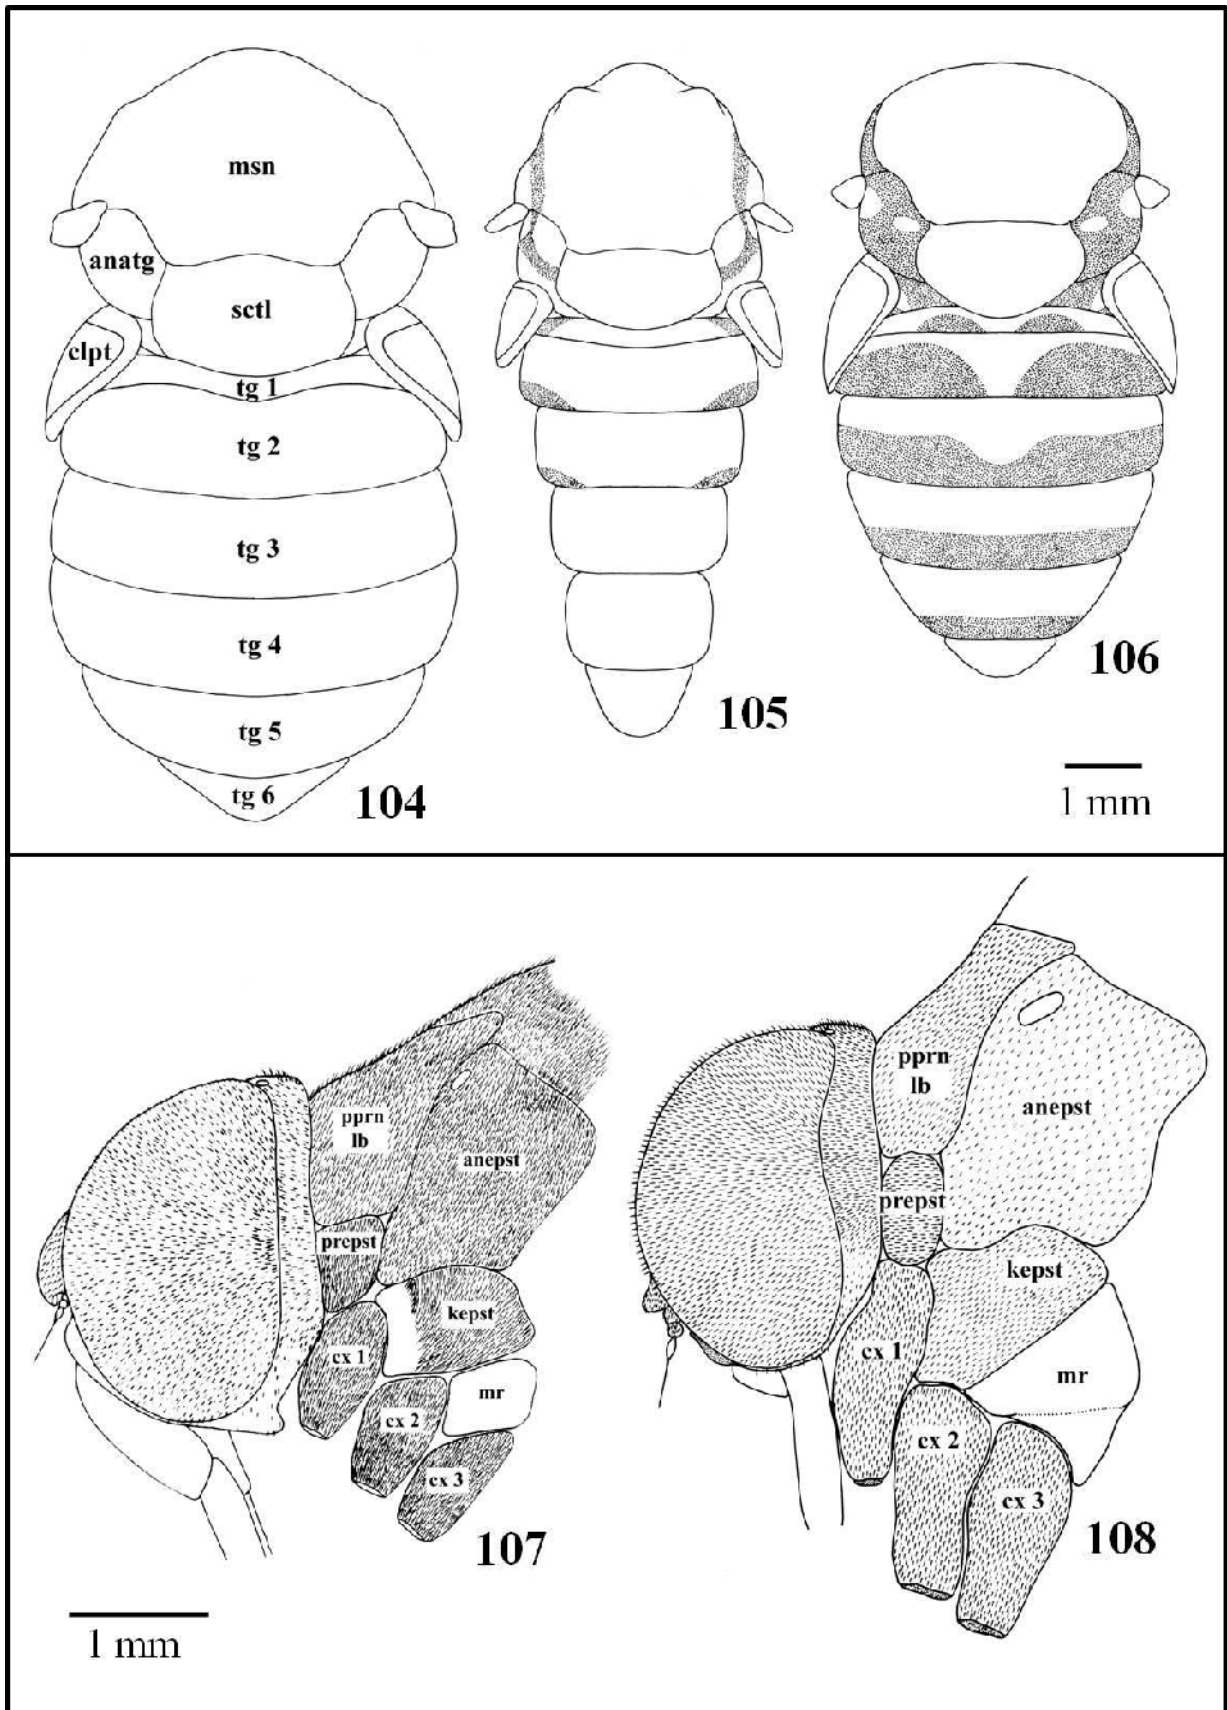 msn
anatg
sctl
clpt
tg 1
tg 2
tg 3
tg 4
tg 5
tg 6
104
105
106
1 mm
pprn
lb
anepst
prepst
kepst
cx 1
mr
cx 2
cx 3
107
1 mm
pprn
lb
anepst
prepst
kepst
cx 1
mr
cx 2
cx 3
108